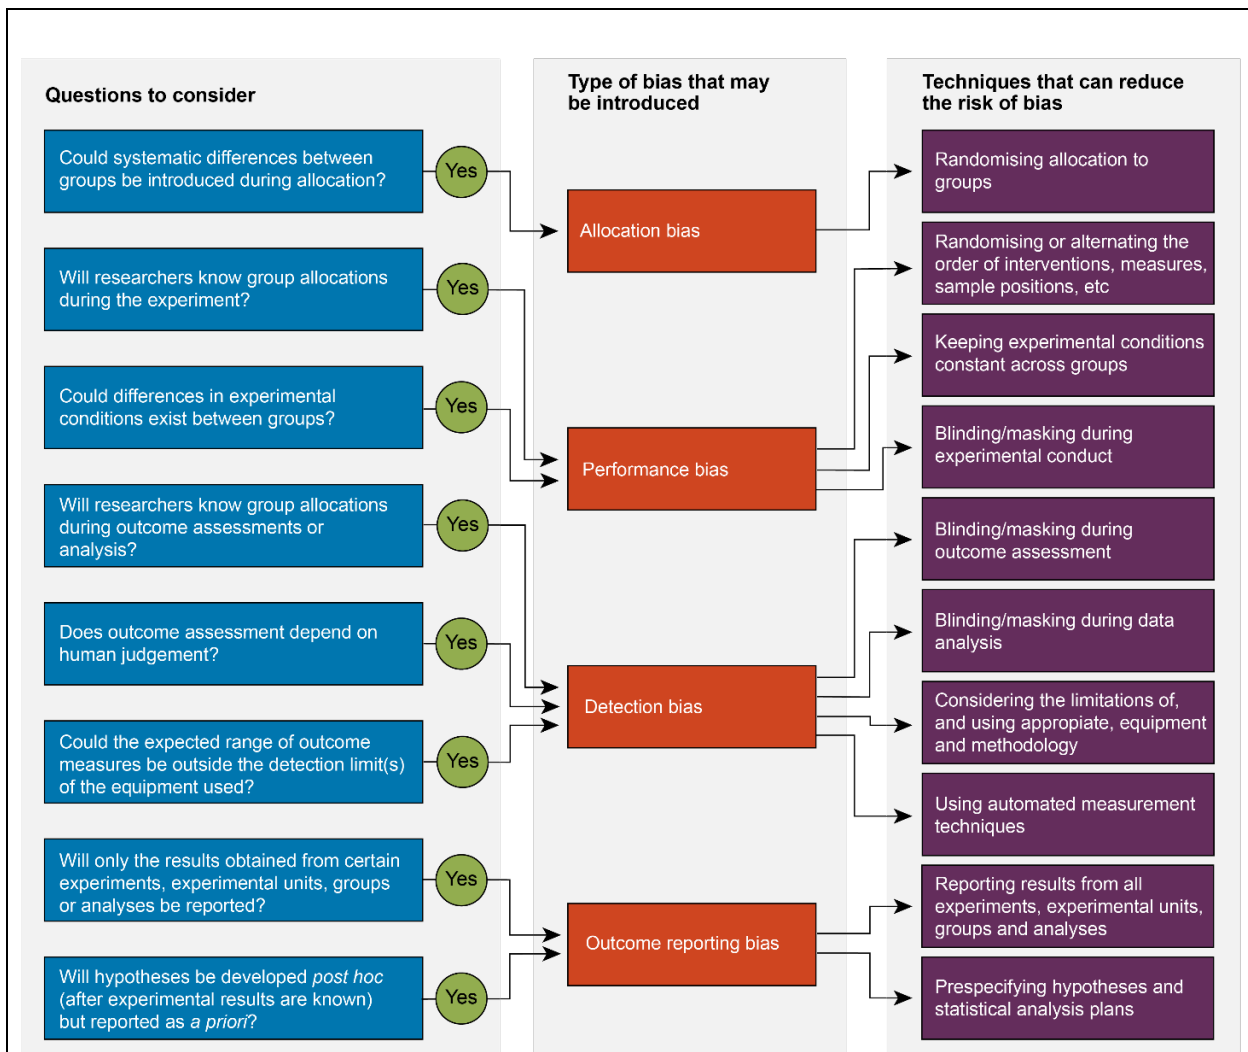 Questions to consider
Could systematic differences between
groups be introduced during allocation?
Yes
Will researchers know group allocations
during the experiment?
Yes
Could differences in experimental
conditions exist between groups?
Yes
Will researchers know group allocations
during outcome assessments or
analysis?
Yes
Does outcome assessment depend on
human judgement?
Yes
Could the expected range of outcome
measures be outside the detection limit(s)
of the equipment used?
Yes
Will only the results obtained from certain
experiments, experimental units, groups
or analyses be reported?
Yes
Will hypotheses be developed post hoc
(after experimental results are known)
but reported as a priori?
Yes
Type of bias that may
be introduced
Allocation bias
Performance bias
Detection bias
Outcome reporting bias
Techniques that can reduce
the risk of bias
Randomising allocation to
groups
Randomising or alternating the
order of interventions, measures,
sample positions, etc
Keeping experimental conditions
constant across groups
Blinding/masking during
experimental conduct
Blinding/masking during
outcome assessment
Blinding/masking during data
analysis
Considering the limitations of,
and using appropiate, equipment
and methodology
Using automated measurement
techniques
Reporting results from all
experiments, experimental units,
groups and analyses
Prespecifying hypotheses and
statistical analysis plans